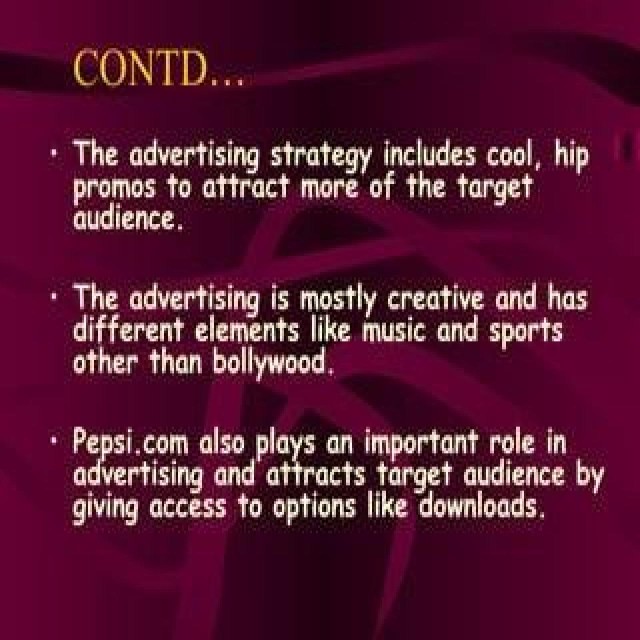 CONTD...
• The advertising strategy includes cool, hip
promos to attract more of the target
audience.
• The advertising is mostly creative and has
different elements like music and sports
other than bollywood.
• Pepsi.com also plays an important role in
advertising and attracts target audience by
giving access to options like downloads.